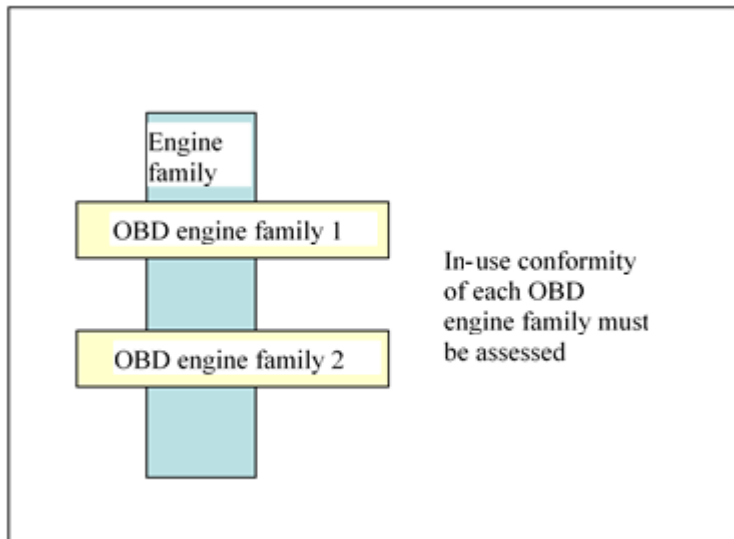 Engine
family
OBD engine family 1
In-use conformity
of each OBD
engine family must
be assessed
OBD engine family 2